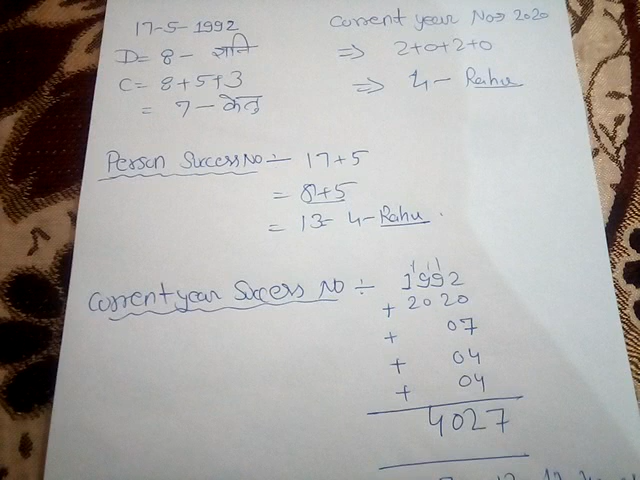 17-5-1992
D= 8 - शनि
C= 8+5+3
= 7 - केतु
Current year No⇒ 2020
⇒ 2+0+2+0
⇒ 4 - Rahu
Person Success No ÷ 17+5
= 8+5
= 13- 4- Rahu.
Current year Success No ÷ 1992
+ 2020
+ 07
+ 04
+ 04
4027